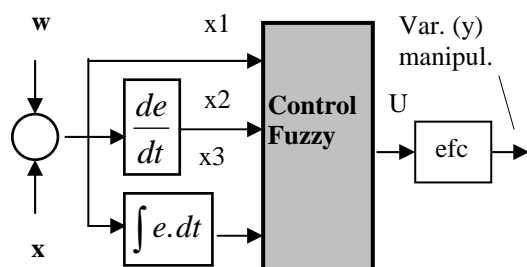 w
x1
Var. (y)
manipul.
de
dt
x2
x3
Control
Fuzzy
U
efc
∫ e.dt
x